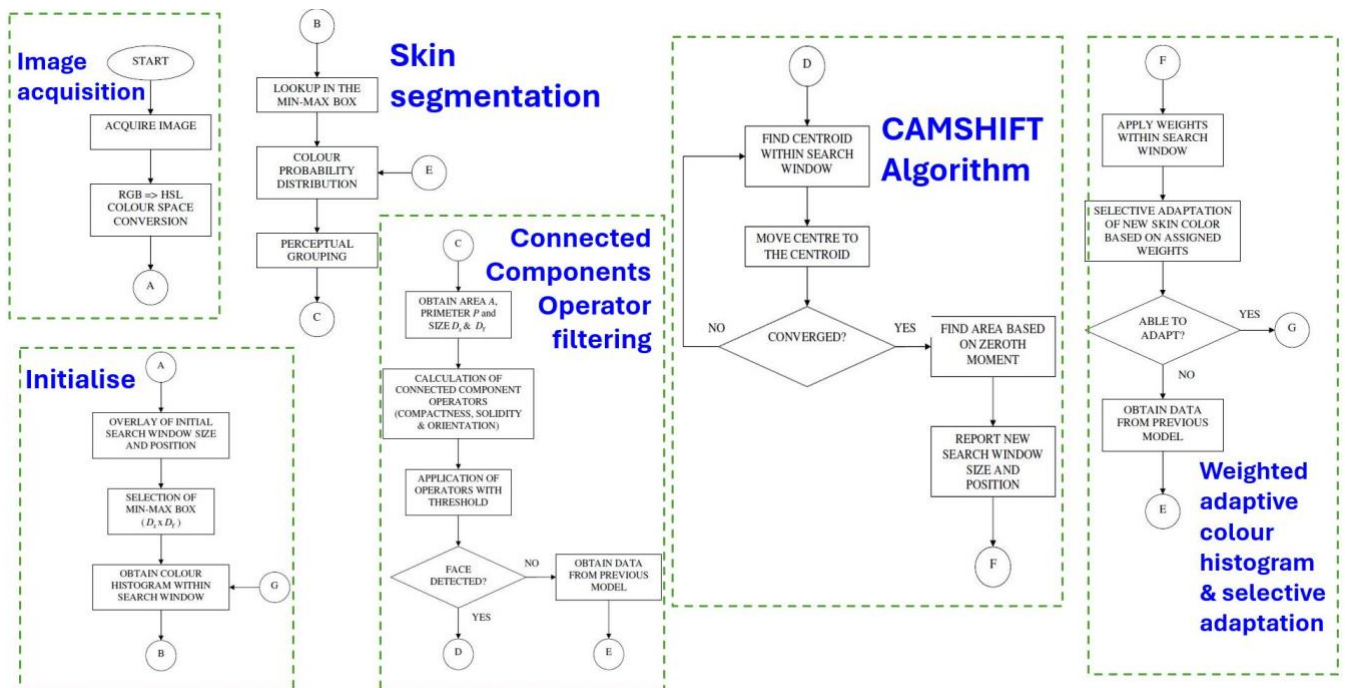 Image
acquisition
START
ACQUIRE IMAGE
RGB => HSL
COLOUR SPACE
CONVERSION
A
Initialise
A
OVERLAY OF INITIAL
SEARCH WINDOW SIZE
AND POSITION
SELECTION OF
MIN-MAX BOX
(Dx x DY)
OBTAIN COLOUR
HISTOGRAM WITHIN
SEARCH WINDOW
G
B
B
Skin
segmentation
LOOKUP IN THE
MIN-MAX BOX
COLOUR
PROBABILITY
DISTRIBUTION
E
PERCEPTUAL
GROUPING
C
C
Connected
Components
Operator
filtering
OBTAIN AREA A,
PRIMETER P and
SIZE Dx & DY
CALCULATION OF
CONNECTED COMPONENT
OPERATORS
(COMPACTNESS, SOLIDITY
& ORIENTATION)
APPLICATION OF
OPERATORS WITH
THRESHOLD
FACE
DETECTED?
NO
OBTAIN DATA
FROM PREVIOUS
MODEL
YES
D
E
D
CAMSHIFT
Algorithm
FIND CENTROID
WITHIN SEARCH
WINDOW
MOVE CENTRE TO
THE CENTROID
NO
CONVERGED?
YES
FIND AREA BASED
ON ZEROTH
MOMENT
REPORT NEW
SEARCH WINDOW
SIZE AND
POSITION
F
F
APPLY WEIGHTS
WITHIN SEARCH
WINDOW
SELECTIVE ADAPTATION
OF NEW SKIN COLOR
BASED ON ASSIGNED
WEIGHTS
ABLE TO
ADAPT?
YES
G
NO
OBTAIN DATA
FROM PREVIOUS
MODEL
E
Weighted
adaptive
colour
histogram
& selective
adaptation